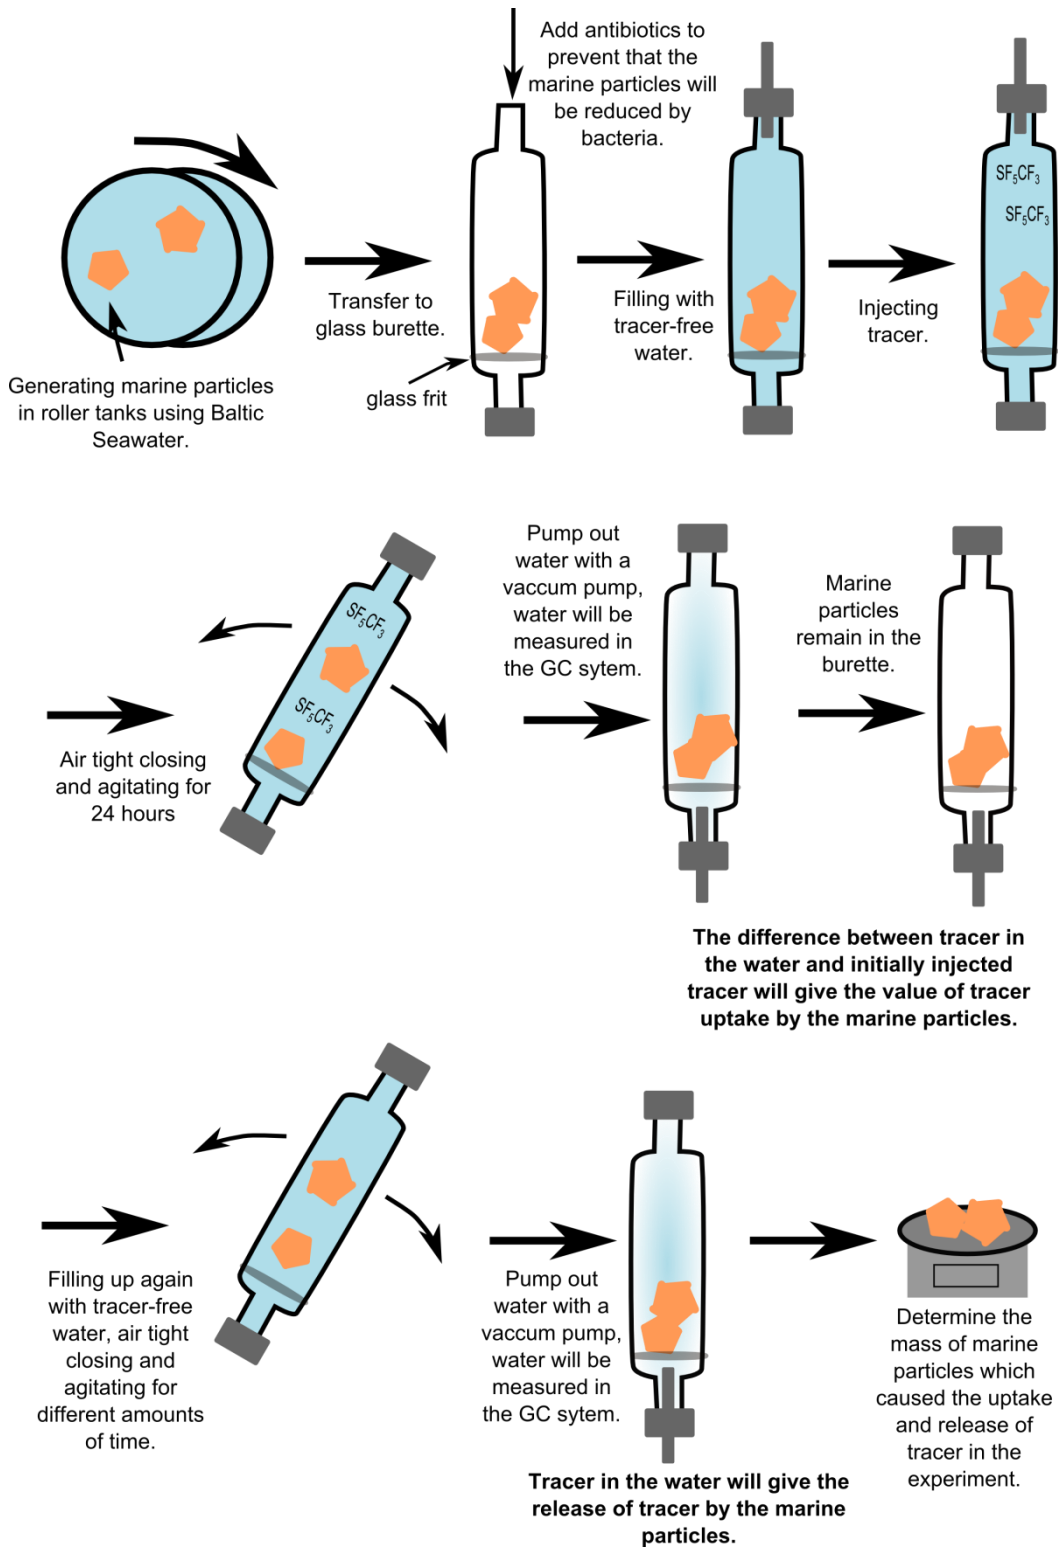 Add antibiotics to
prevent that the
marine particles will
be reduced by
bacteria.
Generating marine particles
in roller tanks using Baltic
Seawater.
Transfer to
glass burette.
glass frit
Filling with
tracer-free
water.
Injecting
tracer.
SF₅CF₃
SF₅CF₃
Air tight closing
and agitating for
24 hours
SF₅CF₃
SF₅CF₃
Pump out
water with a
vaccum pump,
water will be
measured in
the GC sytem.
Marine
particles
remain in the
burette.
The difference between tracer in
the water and initially injected
tracer will give the value of tracer
uptake by the marine particles.
Filling up again
with tracer-free
water, air tight
closing and
agitating for
different amounts
of time.
Pump out
water with a
vaccum pump,
water will be
measured in
the GC sytem.
Tracer in the water will give the
release of tracer by the marine
particles.
Determine the
mass of marine
particles which
caused the uptake
and release of
tracer in the
experiment.